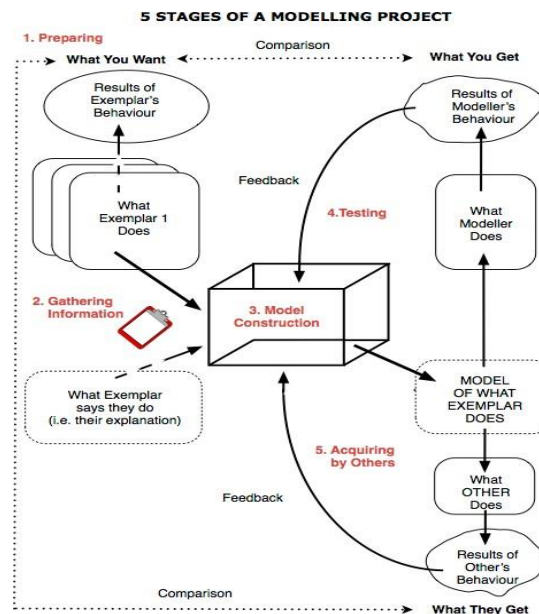 5 STAGES OF A MODELLING PROJECT
1. Preparing
Comparison
What You Want
What You Get
Results of
Exemplar's
Behaviour
Results of
Modeller's
Behaviour
Feedback
4.Testing
What
Exemplar 1
Does
What
Modeller
Does
2. Gathering
Information
3. Model
Construction
What Exemplar
says they do
(i.e. their explanation)
MODEL
OF WHAT
EXEMPLAR
DOES
5. Acquiring
by Others
Feedback
What
OTHER
Does
Results of
Other's
Behaviour
Comparison
What They Get